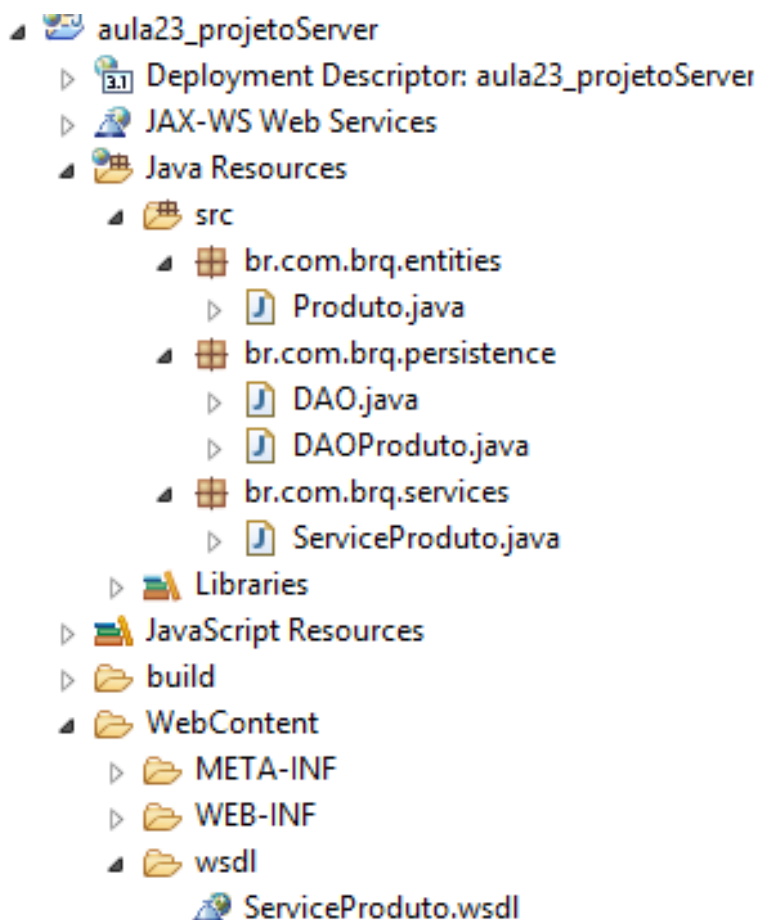 aula23_projetoServer
3.1 Deployment Descriptor: aula23_projetoServer
JAX-WS Web Services
Java Resources
src
br.com.brq.entities
J Produto.java
br.com.brq.persistence
J DAO.java
J DAOProduto.java
br.com.brq.services
J ServiceProduto.java
Libraries
JavaScript Resources
build
WebContent
META-INF
WEB-INF
wsdl
ServiceProduto.wsdl